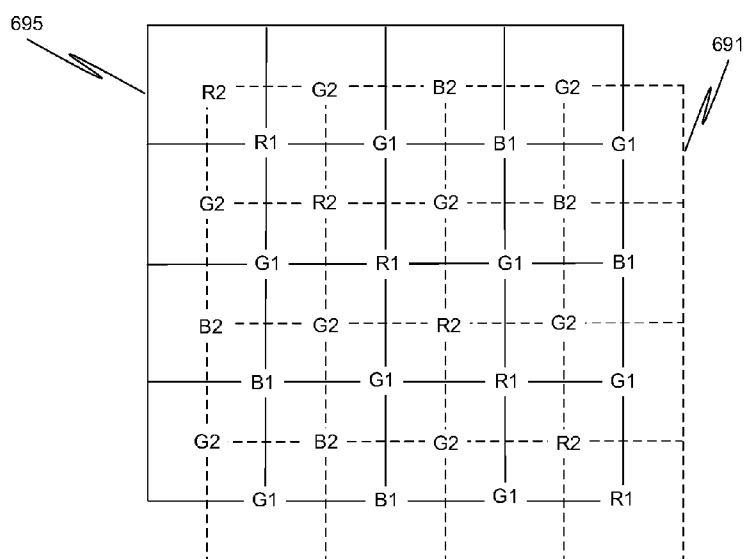 695
691
R2 G2 B2 G2
R1 G1 B1 G1
G2 R2 G2 B2
G1 R1 G1 B1
B2 G2 R2 G2
B1 G1 R1 G1
G2 B2 G2 R2
G1 B1 G1 R1